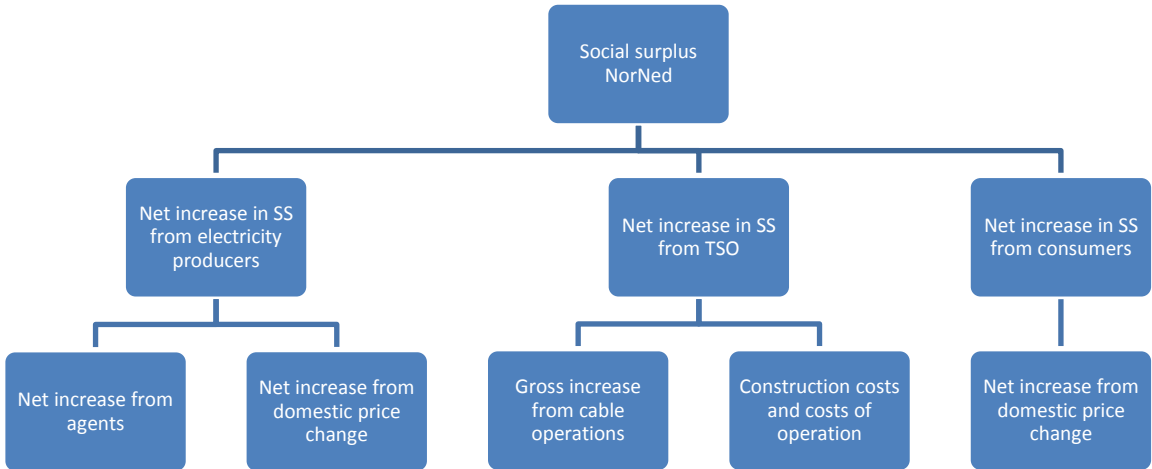 Social surplus
NorNed
Net increase in SS
from electricity
producers
Net increase in SS
from TSO
Net increase in SS
from consumers
Net increase from
agents
Net increase from
domestic price
change
Gross increase
from cable
operations
Construction costs
and costs of
operation
Net increase from
domestic price
change